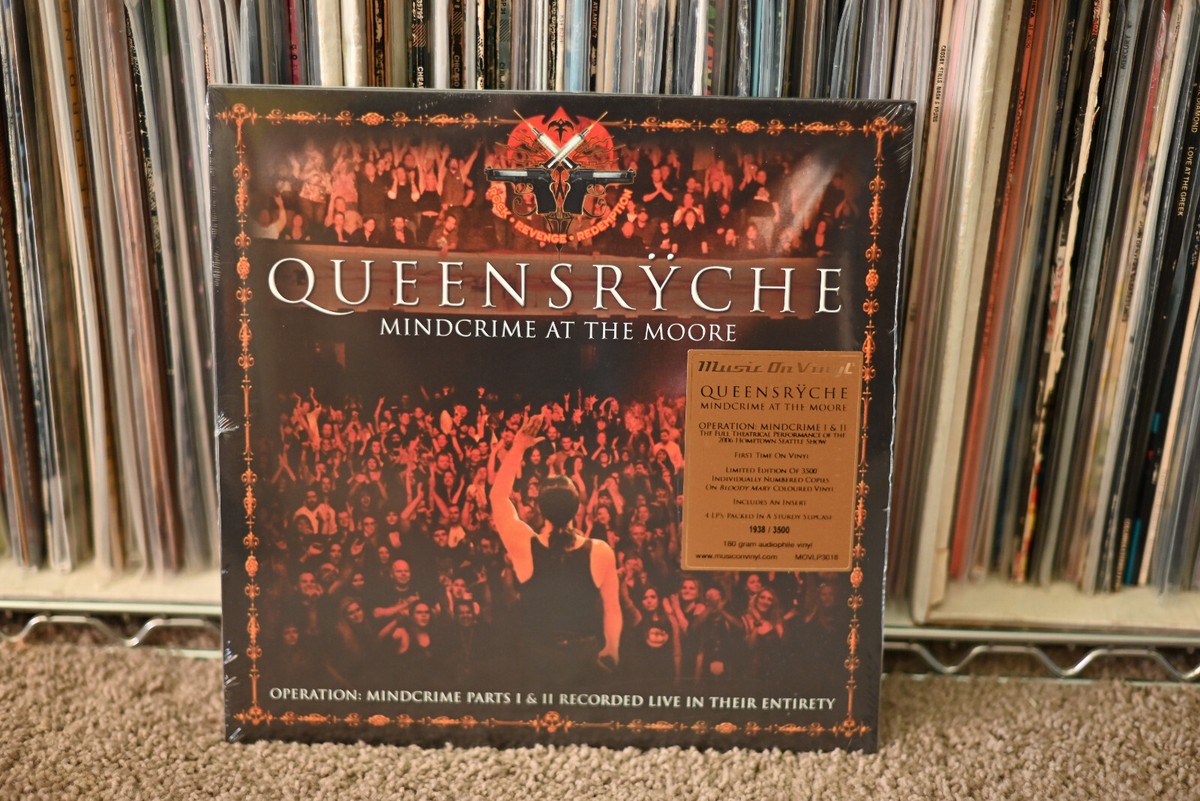 REVENGE • REDEMPTION
QUEENSRŸCHE
MINDCRIME AT THE MOORE
Music On Vinyl
QUEENSRŸCHE
MINDCRIME AT THE MOORE
OPERATION: MINDCRIME I & II
THE FULL THEATRICAL PERFORMANCE OF THE
2006 HOMETOWN SEATTLE SHOW
FIRST TIME ON VINYL
LIMITED EDITION OF 3500
INDIVIDUALLY NUMBERED COPIES
ON BLOODY MARY COLOURED VINYL
INCLUDES AN INSERT
4 LP'S PACKED IN A STURDY SLIPCASE
1938 / 3500
180 gram audiophile vinyl
www.musiconvinyl.com MOVLP3018
OPERATION: MINDCRIME PARTS I & II RECORDED LIVE IN THEIR ENTIRETY
LOVE AT THE GREEK